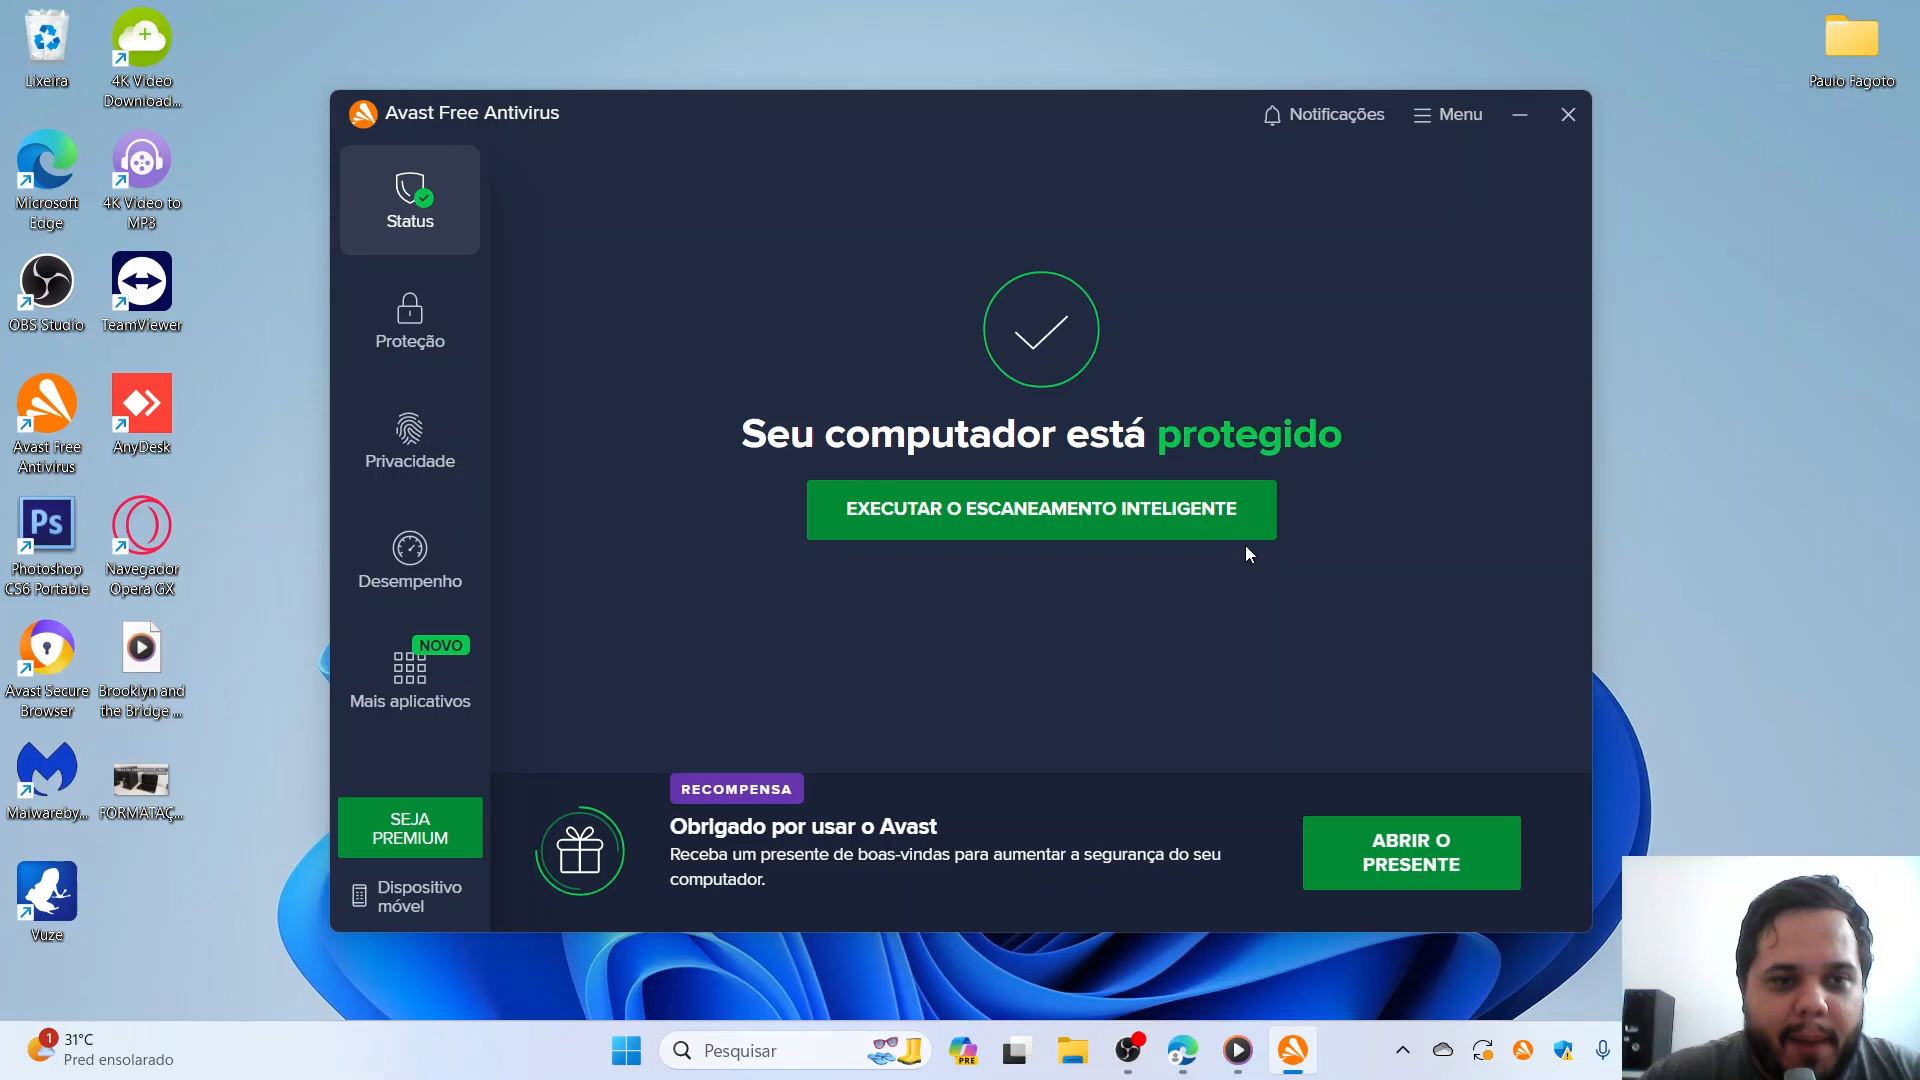 Lixeira
4K Video
Download...
Microsoft
Edge
4K Video to
MP3
OBS Studio
TeamViewer
Avast Free
Antivirus
AnyDesk
Ps
Photoshop
CS6 Portable
Navegador
Opera GX
Avast Secure
Browser
Brooklyn and
the Bridge ...
Malwareby...
FORMATAÇ...
Vuze
Paulo Fagoto
Avast Free Antivirus
Notificações
Menu
Status
Proteção
Privacidade
Desempenho
NOVO
Mais aplicativos
SEJA
PREMIUM
Dispositivo
móvel
Seu computador está protegido
EXECUTAR O ESCANEAMENTO INTELIGENTE
RECOMPENSA
Obrigado por usar o Avast
Receba um presente de boas-vindas para aumentar a segurança do seu
computador.
ABRIR O
PRESENTE
1
31°C
Pred ensolarado
Pesquisar
PRE